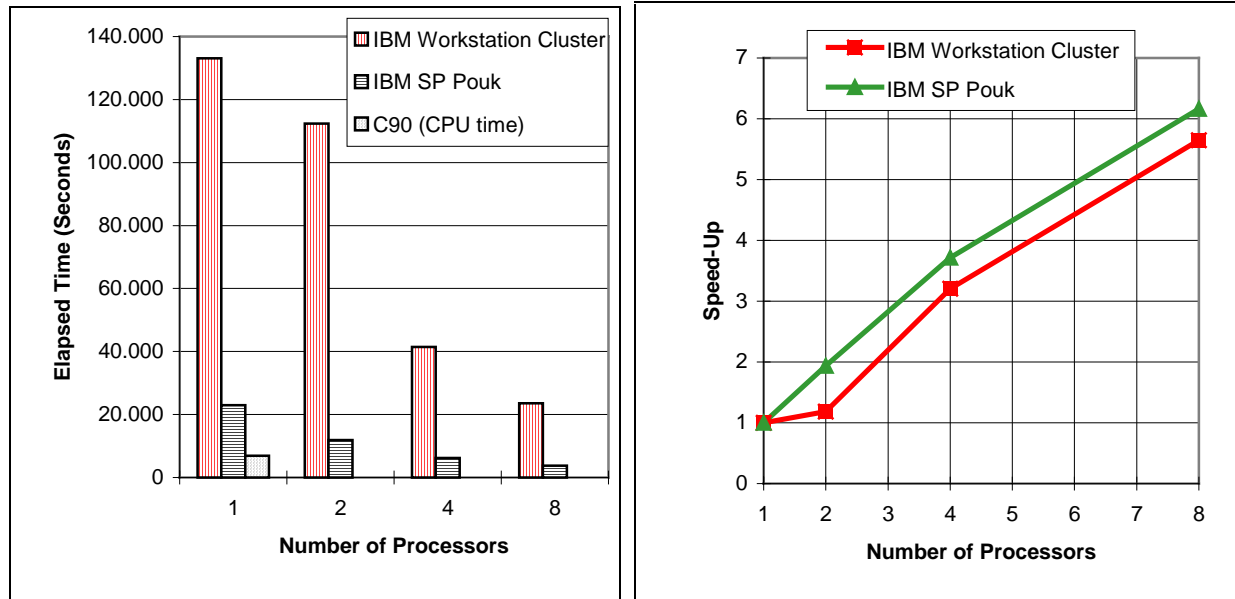 140.000
120.000
100.000
80.000
60.000
40.000
20.000
0
Elapsed Time (Seconds)
IBM Workstation Cluster
IBM SP Pouk
C90 (CPU time)
1 2 4 8
Number of Processors
7
6
5
4
3
2
1
0
Speed-Up
IBM Workstation Cluster
IBM SP Pouk
1 2 3 4 5 6 7 8
Number of Processors